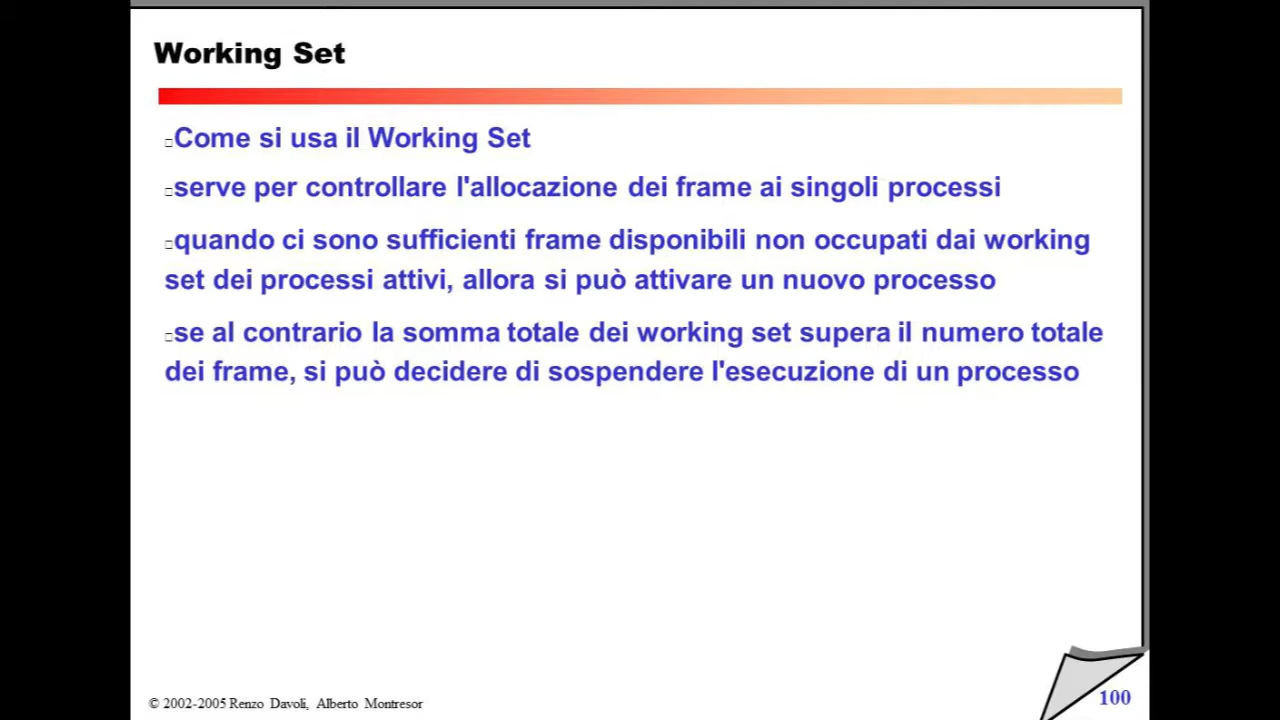 Working Set
Come si usa il Working Set
serve per controllare l'allocazione dei frame ai singoli processi
quando ci sono sufficienti frame disponibili non occupati dai working
set dei processi attivi, allora si può attivare un nuovo processo
se al contrario la somma totale dei working set supera il numero totale
dei frame, si può decidere di sospendere l'esecuzione di un processo
© 2002-2005 Renzo Davoli, Alberto Montresor
100